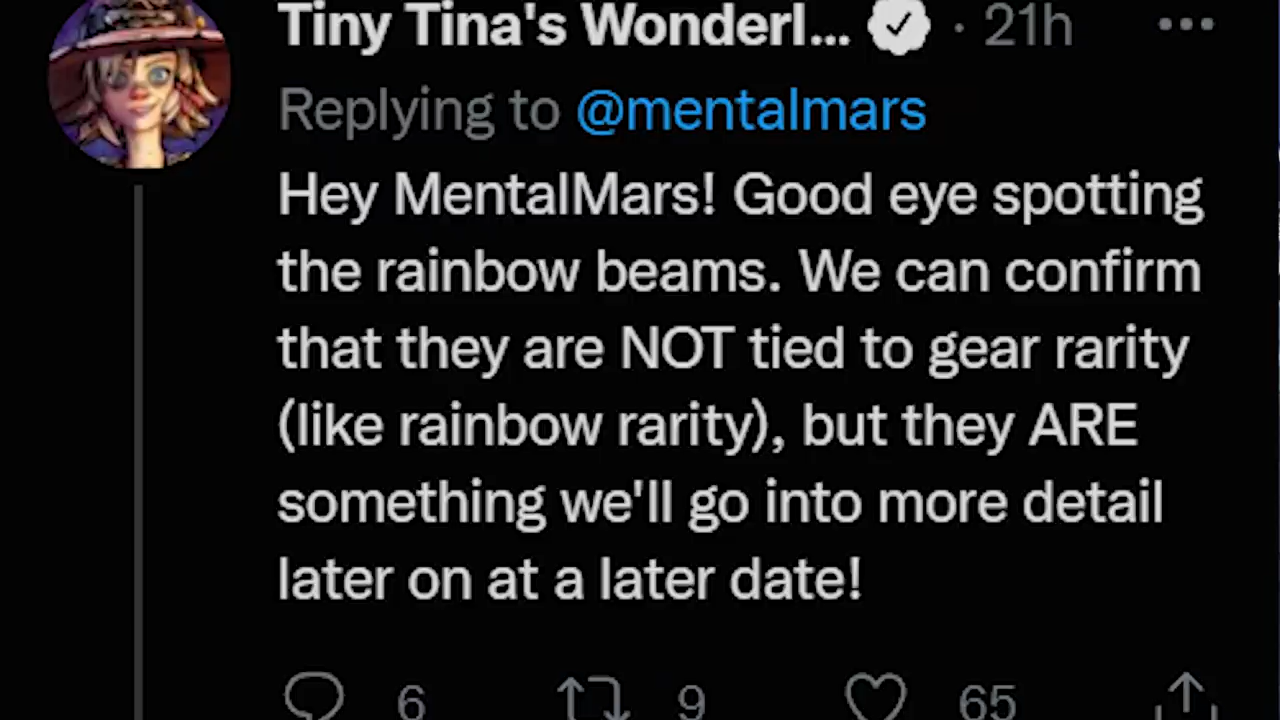 Tiny Tina's Wonderl... · 21h
Replying to @mentalmars
Hey MentalMars! Good eye spotting
the rainbow beams. We can confirm
that they are NOT tied to gear rarity
(like rainbow rarity), but they ARE
something we'll go into more detail
later on at a later date!
6 9 65